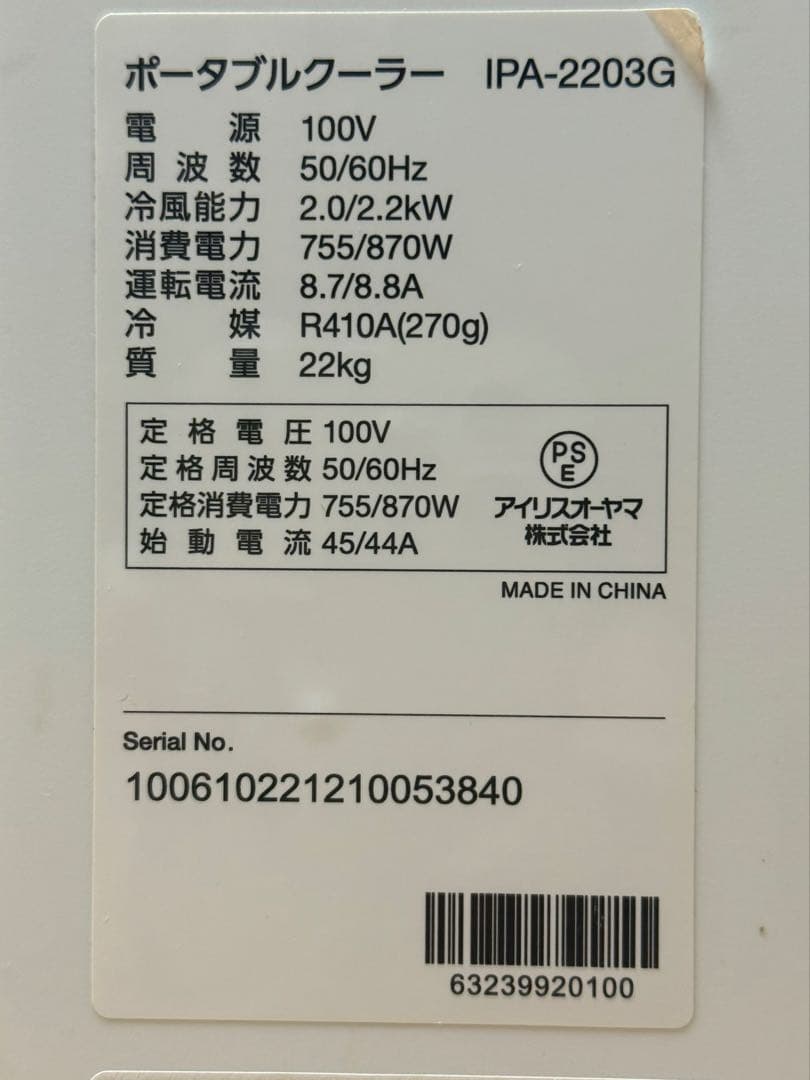 ポータブルクーラー IPA-2203G
電源 100V
周波数 50/60Hz
冷風能力 2.0/2.2kW
消費電力 755/870W
運転電流 8.7/8.8A
冷媒 R410A(270g)
質量 22kg
定格電圧 100V
定格周波数 50/60Hz
定格消費電力 755/870W
始動電流 45/44A
PS
E
アイリスオーヤマ
株式会社
MADE IN CHINA
Serial No.
100610221210053840
63239920100